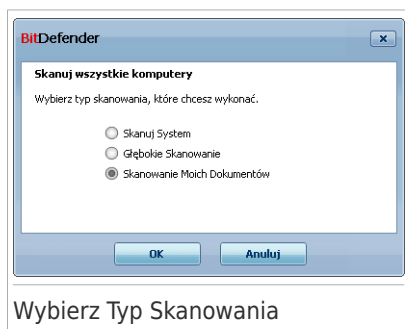 BitDefender
Skanuj wszystkie komputery
Wybierz typ skanowania, które chcesz wykonać.
Skanuj System
Głębokie Skanowanie
Skanowanie Moich Dokumentów
OK
Anuluj
Wybierz Typ Skanowania